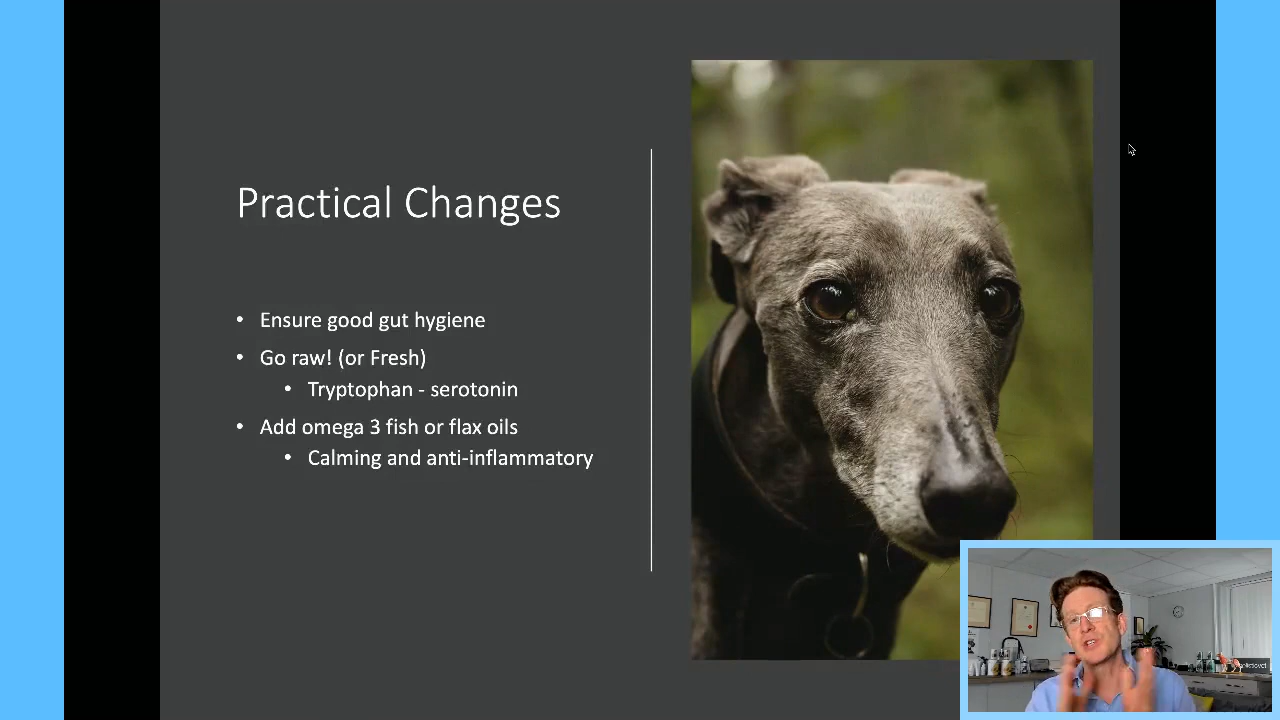 Practical Changes
• Ensure good gut hygiene
• Go raw! (or Fresh)
• Tryptophan - serotonin
• Add omega 3 fish or flax oils
• Calming and anti-inflammatory